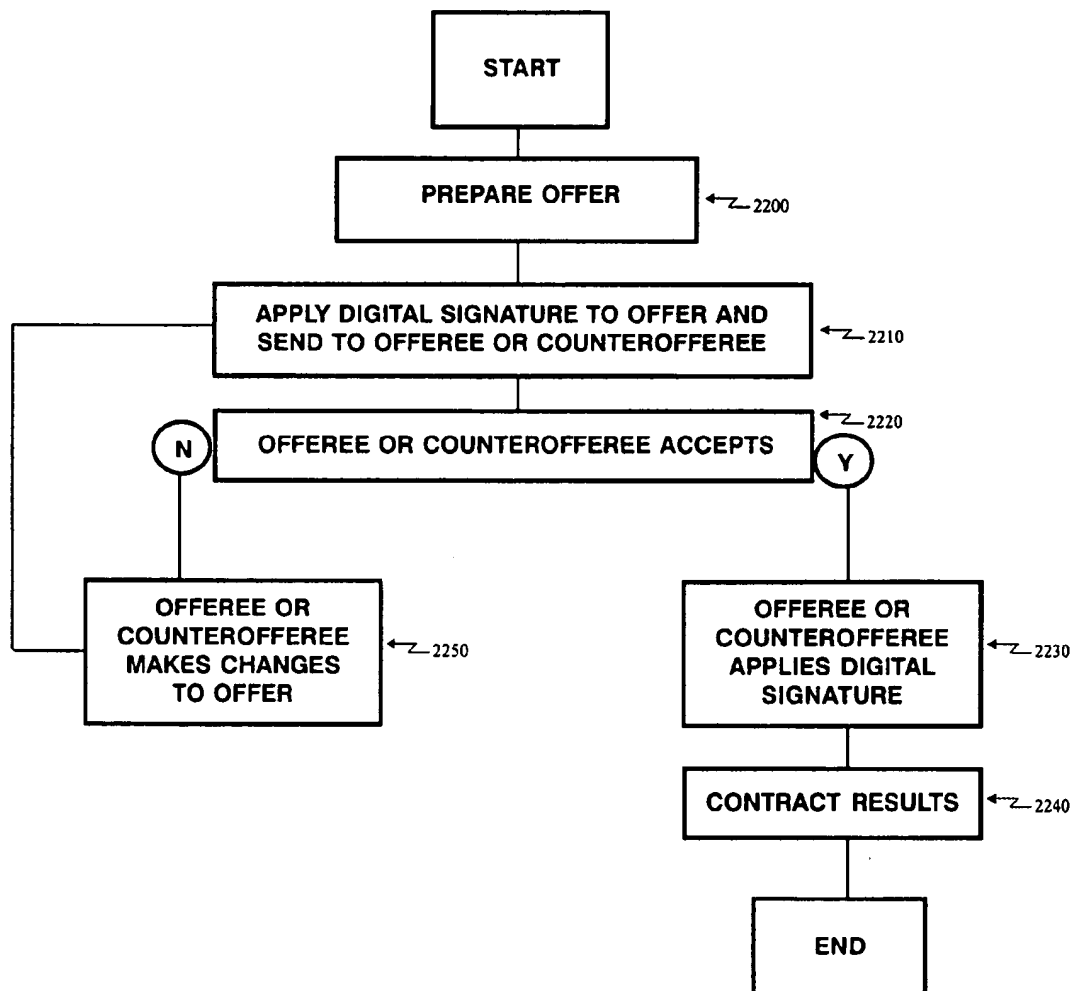 START
PREPARE OFFER
2200
APPLY DIGITAL SIGNATURE TO OFFER AND
SEND TO OFFEREE OR COUNTEROFFEREE
2210
2220
N
OFFEREE OR COUNTEROFFEREE ACCEPTS
Y
OFFEREE OR
COUNTEROFFEREE
MAKES CHANGES
TO OFFER
2250
OFFEREE OR
COUNTEROFFEREE
APPLIES DIGITAL
SIGNATURE
2230
CONTRACT RESULTS
2240
END